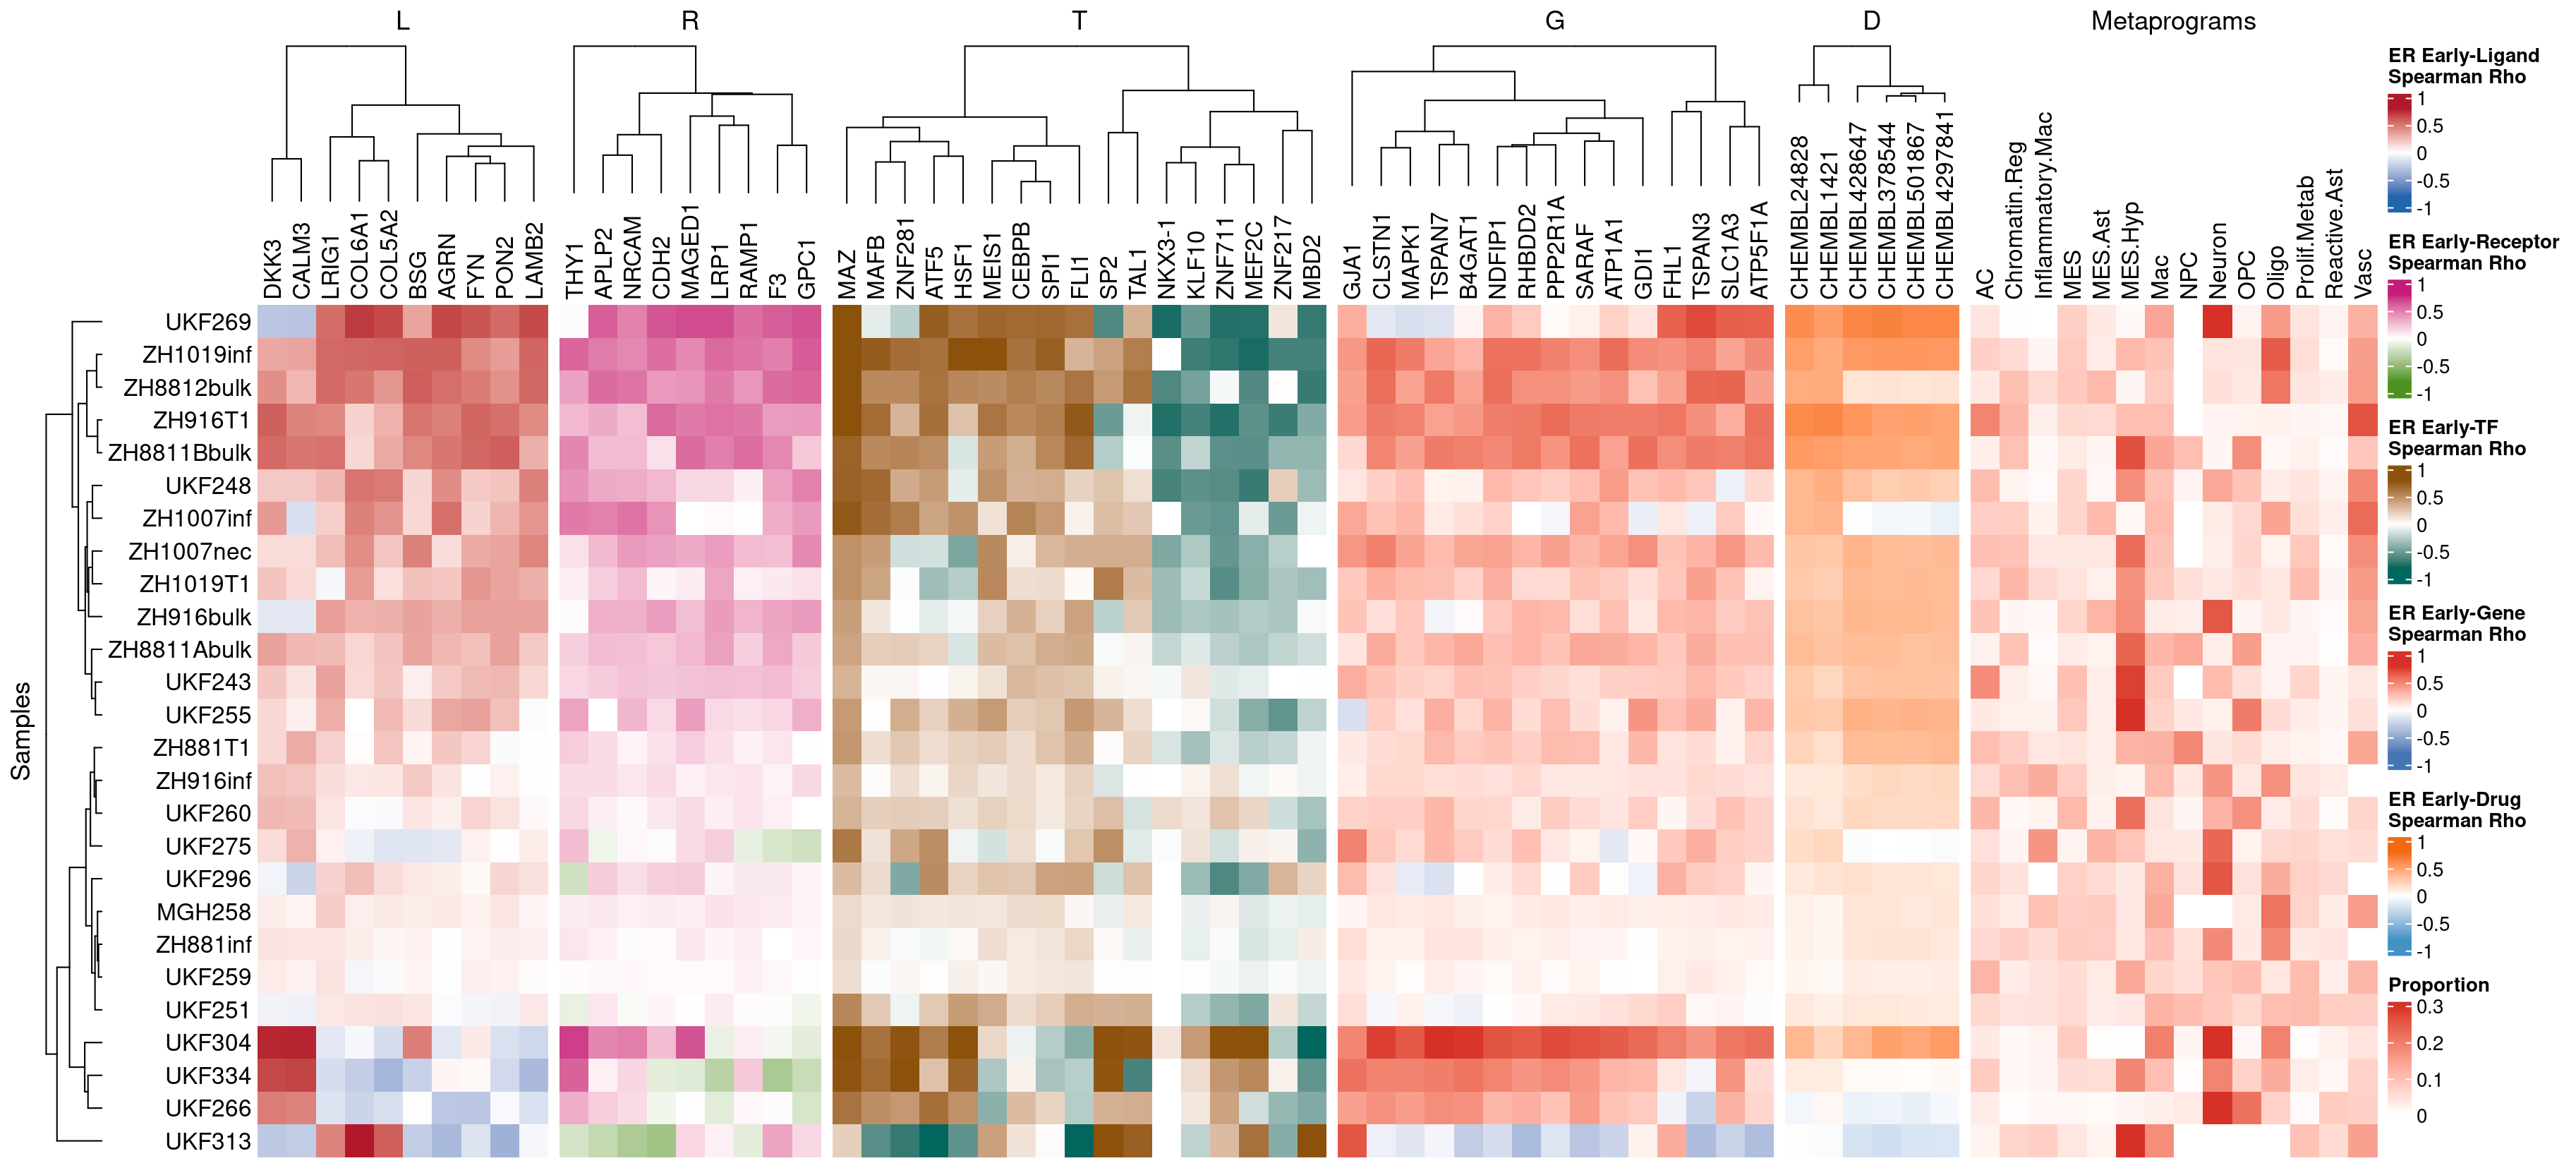 L R T G D Metaprograms
DKK3 CALM3 LRIG1 COL6A1 COL5A2 BSG AGRN FYN PON2 LAMB2
THY1 APLP2 NRCAM CDH2 MAGED1 LRP1 RAMP1 F3 GPC1
MAZ MAFB ZNF281 ATF5 HSF1 MEIS1 CEBPB SPI1 FLI1 SP2 TAL1 NKX3-1 KLF10 ZNF711 MEF2C ZNF217 MBD2
GJA1 CLSTN1 MAPK1 TSPAN7 B4GAT1 NDFIP1 RHBDD2 PPP2R1A SARAF ATP1A1 GDI1 FHL1 TSPAN3 SLC1A3 ATP5F1A
CHEMBL24828 CHEMBL1421 CHEMBL428647 CHEMBL378544 CHEMBL501867 CHEMBL4297841
AC Chromatin.Reg Inflammatory.Mac MES MES.Ast MES.Hyp Mac NPC Neuron OPC Oligo Prolif.Metab Reactive.Ast Vasc
Samples
UKF269
ZH1019inf
ZH8812bulk
ZH916T1
ZH8811Bbulk
UKF248
ZH1007inf
ZH1007nec
ZH1019T1
ZH916bulk
ZH8811Abulk
UKF243
UKF255
ZH881T1
ZH916inf
UKF260
UKF275
UKF296
MGH258
ZH881inf
UKF259
UKF251
UKF304
UKF334
UKF266
UKF313
ER Early-Ligand
Spearman Rho
1
0.5
0
-0.5
-1
ER Early-Receptor
Spearman Rho
1
0.5
0
-0.5
-1
ER Early-TF
Spearman Rho
1
0.5
0
-0.5
-1
ER Early-Gene
Spearman Rho
1
0.5
0
-0.5
-1
ER Early-Drug
Spearman Rho
1
0.5
0
-0.5
-1
Proportion
0.3
0.2
0.1
0